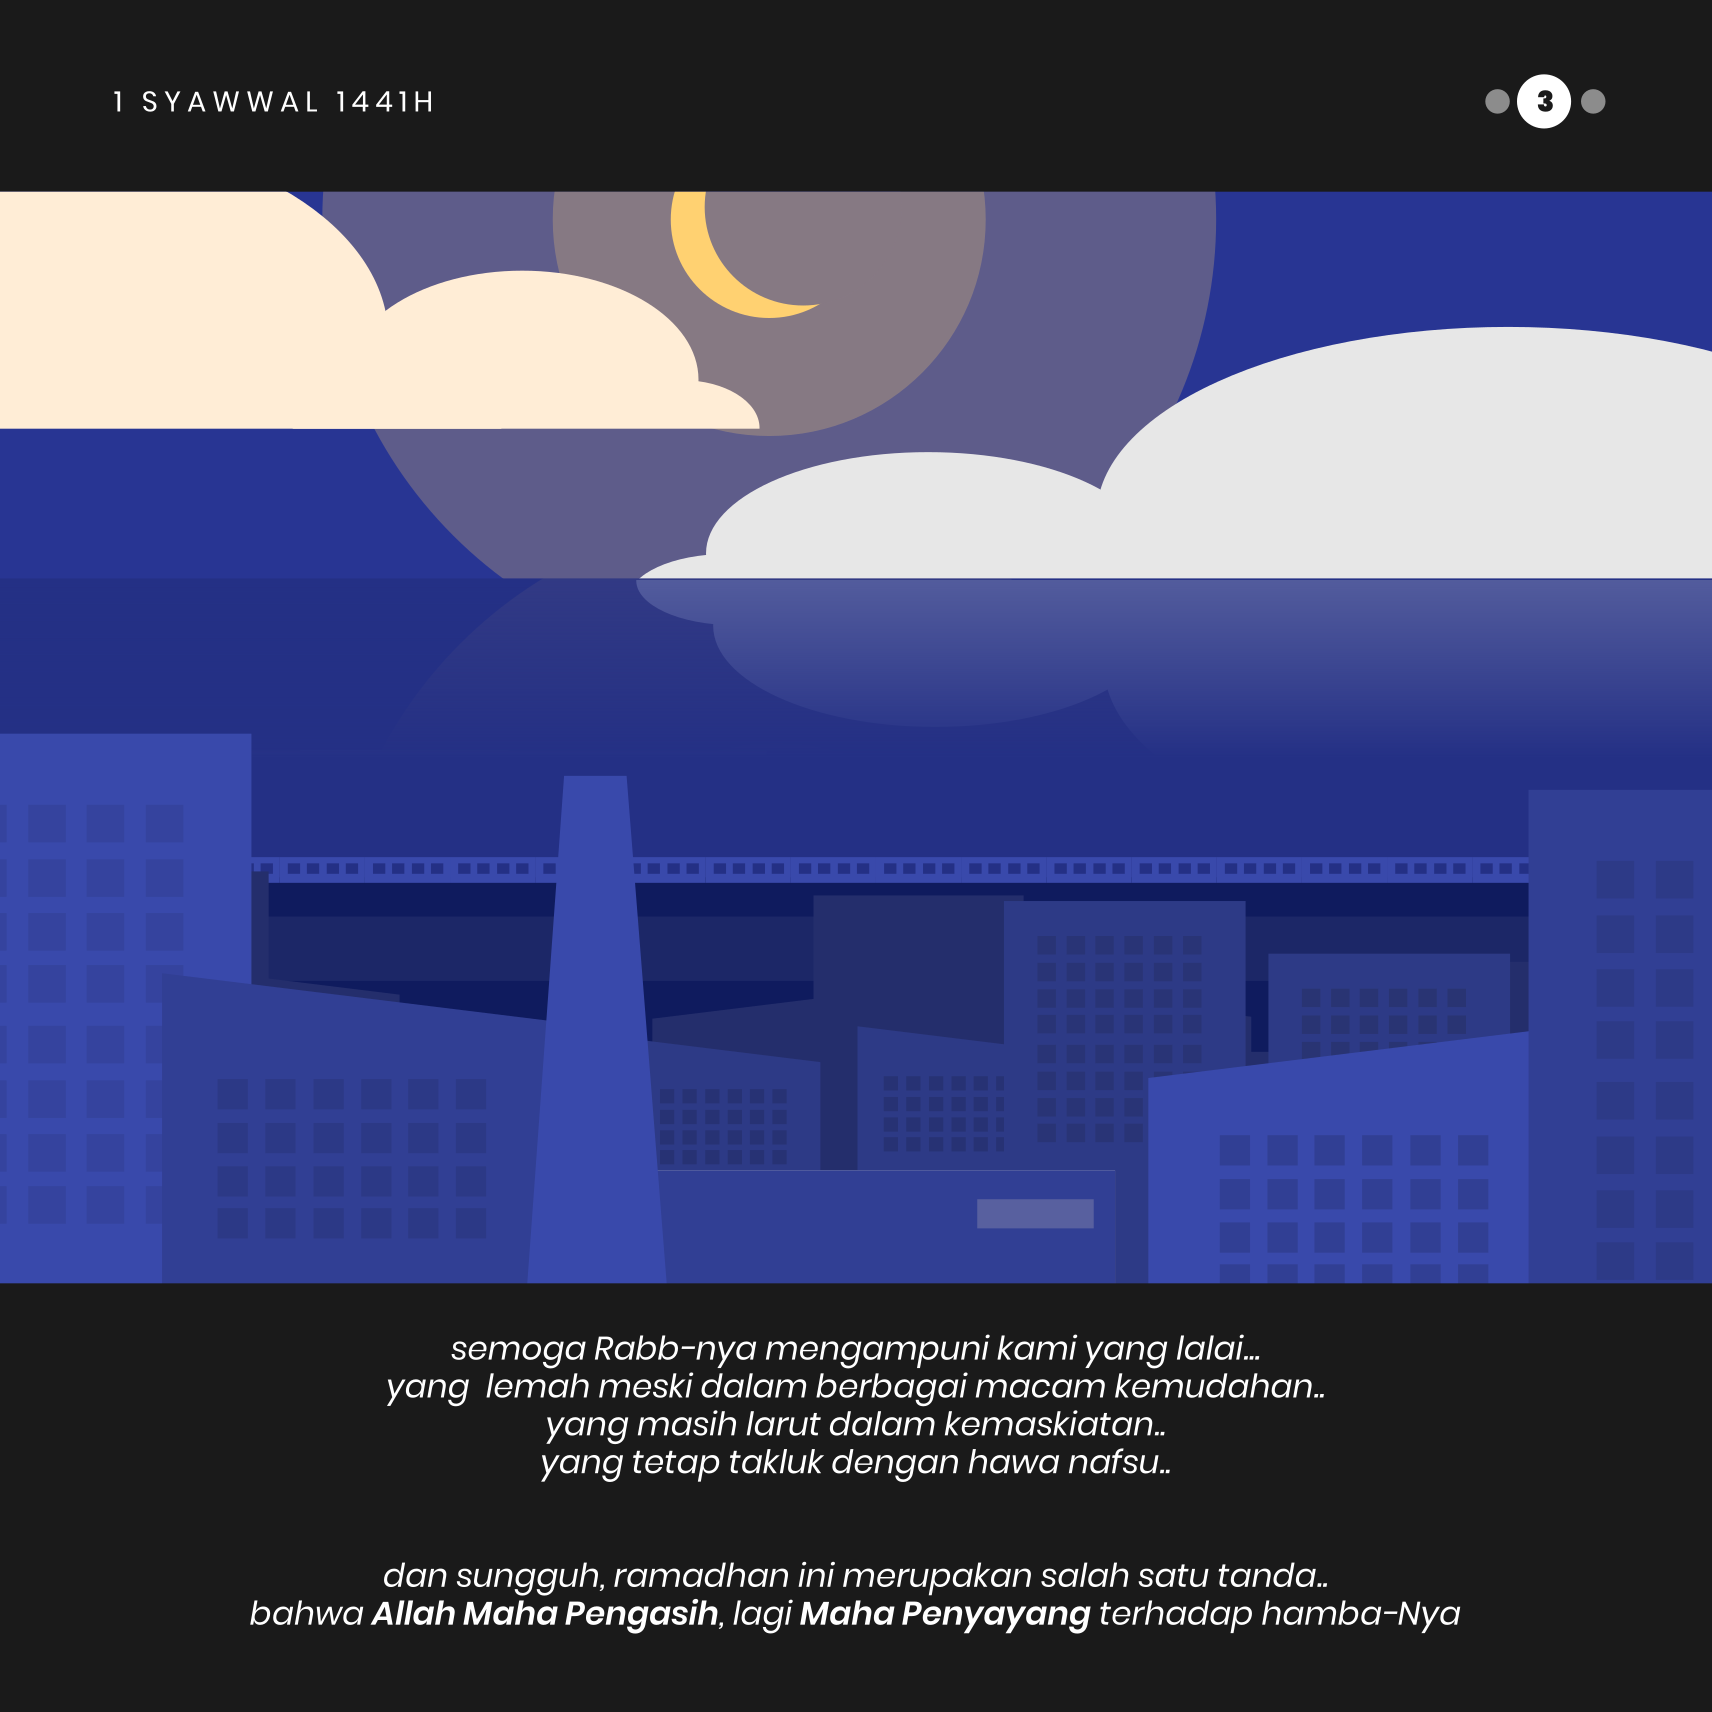 1 SYAWWAL 1441H
3
semoga Rabb-nya mengampuni kami yang lalai...
yang  lemah meski dalam berbagai macam kemudahan..
yang masih larut dalam kemaskiatan..
yang tetap takluk dengan hawa nafsu..
dan sungguh, ramadhan ini merupakan salah satu tanda..
bahwa Allah Maha Pengasih, lagi Maha Penyayang terhadap hamba-Nya